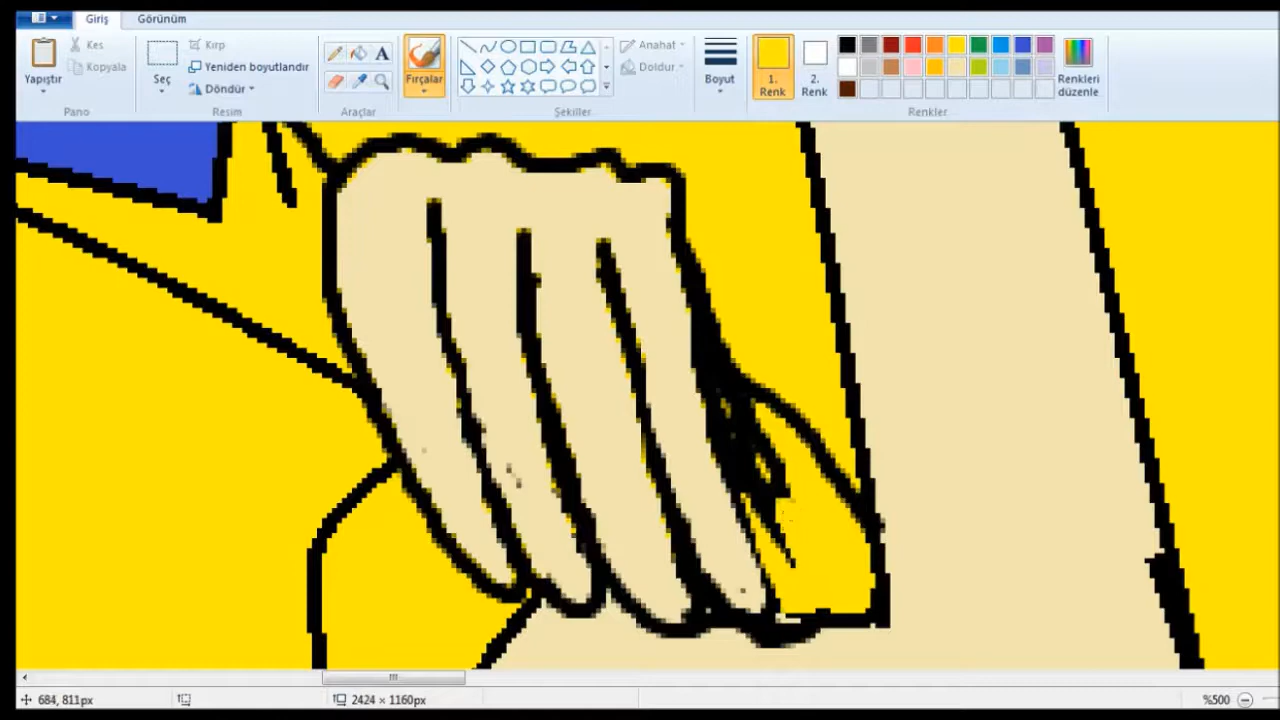 Giriş Görünüm
Yapıştır
Kes
Kopyala
Pano
Seç
Kırp
Yeniden boyutlandır
Döndür
Resim
A
Araçlar
Fırçalar
Anahat
Doldur
Şekiller
Boyut
1.
Renk
2.
Renk
Renkleri
düzenle
Renkler
684, 811px
2424 × 1160px
%500